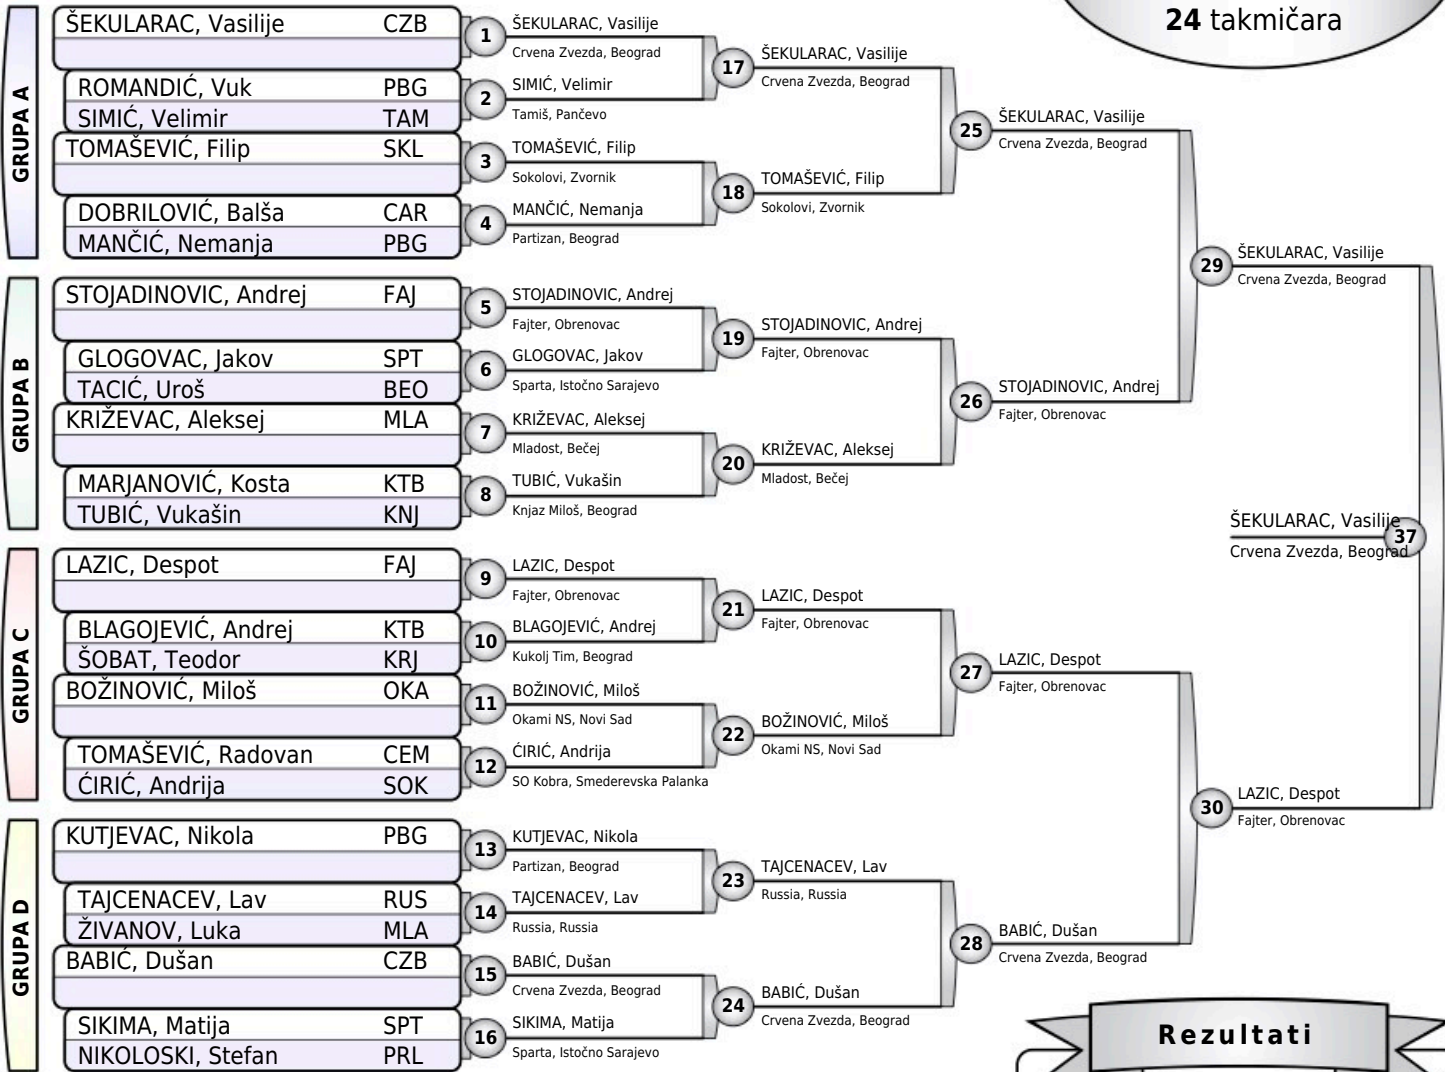 24 takmičara
GRUPA A
ŠEKULARAC, Vasilije CZB
ROMANDIĆ, Vuk PBG
SIMIĆ, Velimir TAM
TOMAŠEVIĆ, Filip SKL
DOBRILOVIĆ, Balša CAR
MANČIĆ, Nemanja PBG
GRUPA B
STOJADINOVIC, Andrej FAJ
GLOGOVAC, Jakov SPT
TACIĆ, Uroš BEO
KRIŽEVAC, Aleksej MLA
MARJANOVIĆ, Kosta KTB
TUBIĆ, Vukašin KNJ
GRUPA C
LAZIC, Despot FAJ
BLAGOJEVIĆ, Andrej KTB
ŠOBAT, Teodor KRJ
BOŽINOVIĆ, Miloš OKA
TOMAŠEVIĆ, Radovan CEM
ĆIRIĆ, Andrija SOK
GRUPA D
KUTJEVAC, Nikola PBG
TAJCENACEV, Lav RUS
ŽIVANOV, Luka MLA
BABIĆ, Dušan CZB
SIKIMA, Matija SPT
NIKOLOSKI, Stefan PRL
1 ŠEKULARAC, Vasilije
Crvena Zvezda, Beograd
2 SIMIĆ, Velimir
Tamiš, Pančevo
3 TOMAŠEVIĆ, Filip
Sokolovi, Zvornik
4 MANČIĆ, Nemanja
Partizan, Beograd
5 STOJADINOVIC, Andrej
Fajter, Obrenovac
6 GLOGOVAC, Jakov
Sparta, Istočno Sarajevo
7 KRIŽEVAC, Aleksej
Mladost, Bečej
8 TUBIĆ, Vukašin
Knjaz Miloš, Beograd
9 LAZIC, Despot
Fajter, Obrenovac
10 BLAGOJEVIĆ, Andrej
Kukolj Tim, Beograd
11 BOŽINOVIĆ, Miloš
Okami NS, Novi Sad
12 ĆIRIĆ, Andrija
SO Kobra, Smederevska Palanka
13 KUTJEVAC, Nikola
Partizan, Beograd
14 TAJCENACEV, Lav
Russia, Russia
15 BABIĆ, Dušan
Crvena Zvezda, Beograd
16 SIKIMA, Matija
Sparta, Istočno Sarajevo
17 ŠEKULARAC, Vasilije
Crvena Zvezda, Beograd
18 TOMAŠEVIĆ, Filip
Sokolovi, Zvornik
19 STOJADINOVIC, Andrej
Fajter, Obrenovac
20 KRIŽEVAC, Aleksej
Mladost, Bečej
21 LAZIC, Despot
Fajter, Obrenovac
22 BOŽINOVIĆ, Miloš
Okami NS, Novi Sad
23 TAJCENACEV, Lav
Russia, Russia
24 BABIĆ, Dušan
Crvena Zvezda, Beograd
25 ŠEKULARAC, Vasilije
Crvena Zvezda, Beograd
26 STOJADINOVIC, Andrej
Fajter, Obrenovac
27 LAZIC, Despot
Fajter, Obrenovac
28 BABIĆ, Dušan
Crvena Zvezda, Beograd
29 ŠEKULARAC, Vasilije
Crvena Zvezda, Beograd
30 LAZIC, Despot
Fajter, Obrenovac
ŠEKULARAC, Vasilije 37
Crvena Zvezda, Beograd
Rezultati